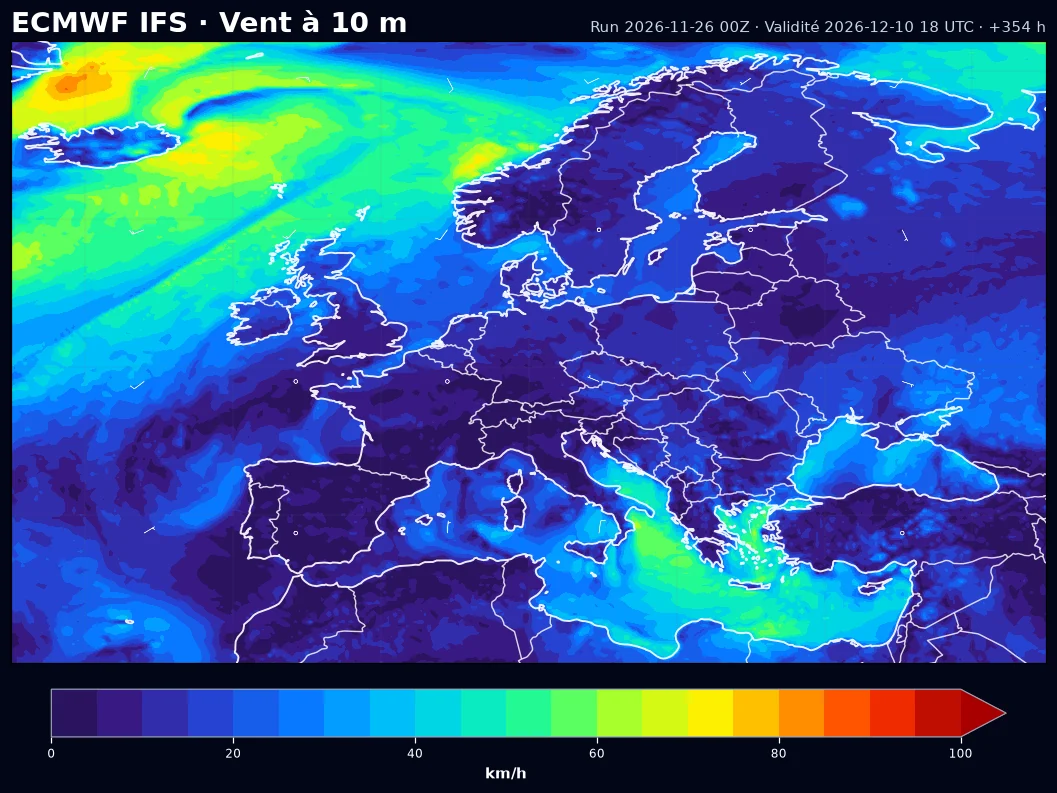 ECMWF IFS · Vent à 10 m
Run 2026-11-26 00Z · Validité 2026-12-10 18 UTC · +354 h
0 20 40 60 80 100
km/h